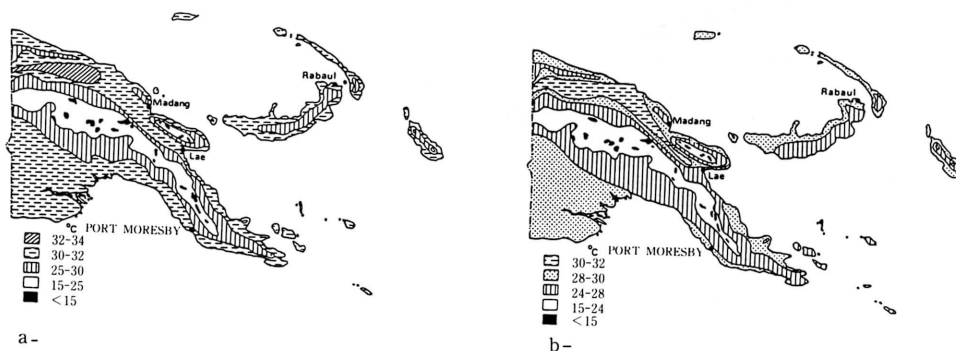 Rabaul
Madang
Lae
°C PORT MORESBY
32-34
30-32
25-30
15-25
<15
a-
Rabaul
Madang
Lae
°C PORT MORESBY
30-32
28-30
24-28
15-24
<15
b-